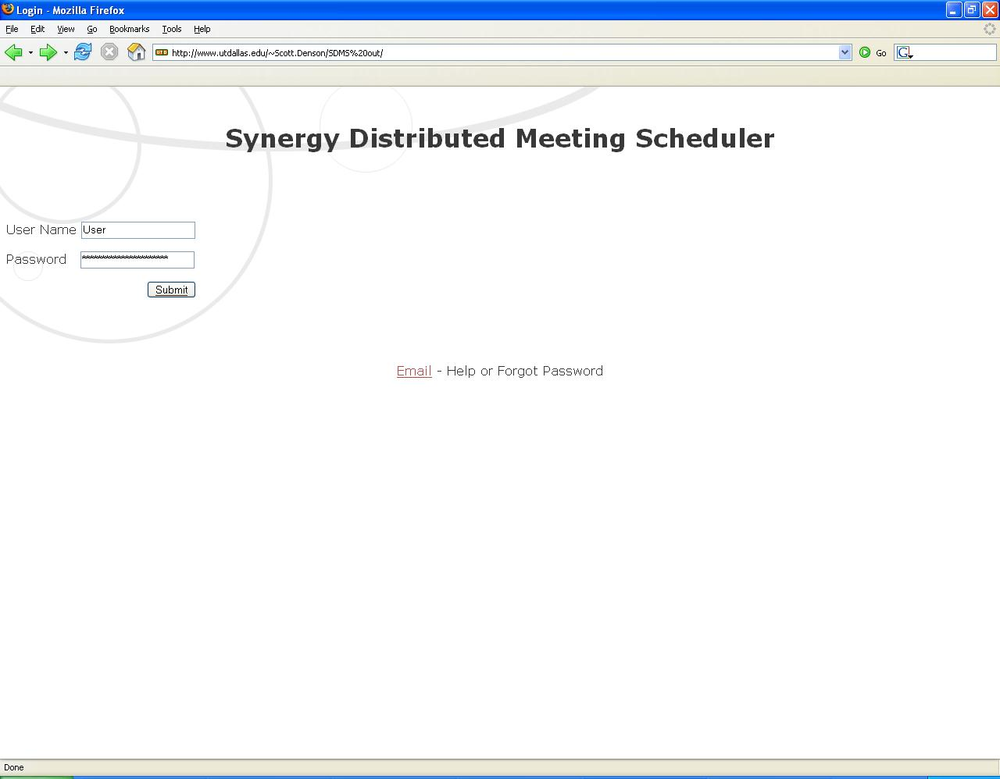 Login - Mozilla Firefox
File Edit View Go Bookmarks Tools Help
UTD http://www.utdallas.edu/~Scott.Denson/SDMS%20out/ Go G
Synergy Distributed Meeting Scheduler
User Name User
Password ***********************
Submit
Email - Help or Forgot Password
Done